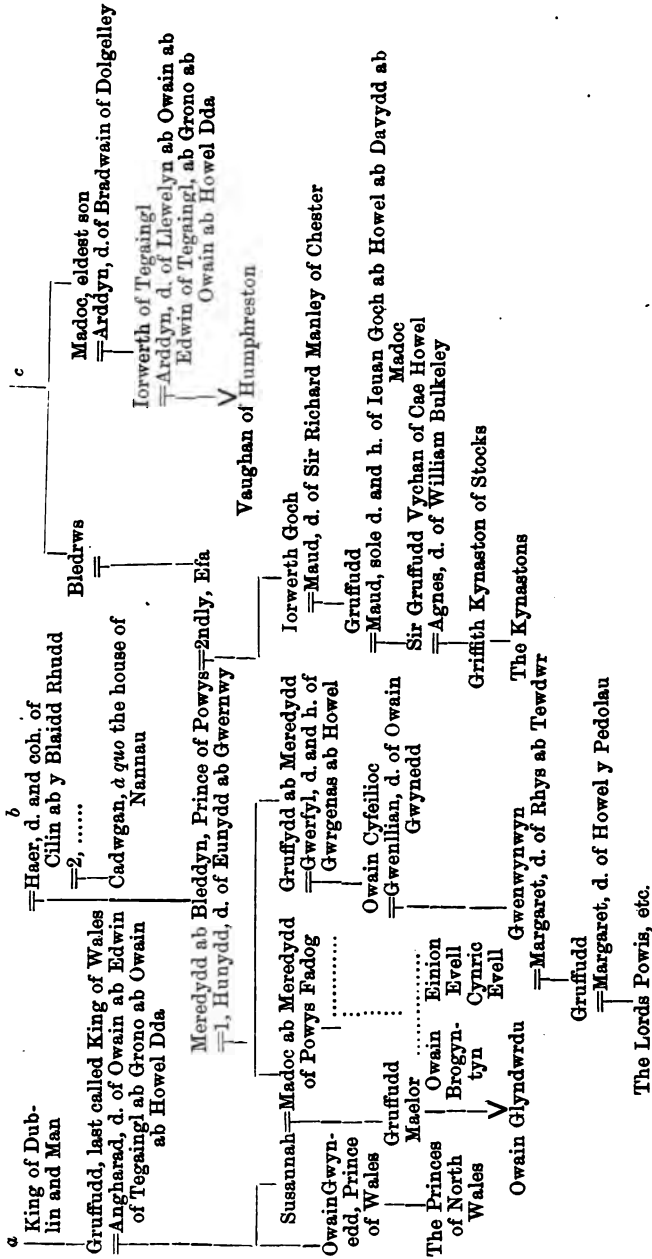 a
King of Dub-
lin and Man
Gruffudd, last called King of Wales
=Angharad, d. of Owain ab Edwin
of Tegaingl ab Grono ab Owain
ab Howel Dda
b
=Haer, d. and coh. of
Cilin ab y Blaidd Rhudd
=2, ......
Cadwgan, à quo the house of
Nannau
c
Bledrws
=
Madoc, eldest son
=Arddyn, d. of Bradwain of Dolgelley
Iorwerth of Tegaingl
=Arddyn, d. of Llewelyn ab Owain ab
Edwin of Tegaingl, ab Grono ab
Owain ab Howel Dda
V
Vaughan of Humphreston
Meredydd ab Bleddyn, Prince of Powys=2ndly, Efa
=1, Hunydd, d. of Eunydd ab Gwernwy
Susannah=Madoc ab Meredydd
of Powys Fadog
Gruffydd ab Meredydd
=Gwerfyl, d. and h. of
Gwrgenas ab Howel
Iorwerth Goch
=Maud, d. of Sir Richard Manley of Chester
OwainGwyn-
edd, Prince
of Wales
Gruffudd
Maelor
Owain
Brogyn-
tyn
Einion
Evell
Cynric
Evell
Owain Cyfeilioc
=Gwenllian, d. of Owain
Gwynedd
Gruffudd
=Maud, sole d. and h. of Ieuan Goch ab Howel ab Davydd ab
Madoc
Sir Gruffudd Vychan of Cae Howel
=Agnes, d. of William Bulkeley
The Princes
of North
Wales
V
Owain Glyndwrdu
Gwenwynwyn
=Margaret, d. of Rhys ab Tewdwr
Griffith Kynaston of Stocks
The Kynastons
Gruffudd
=Margaret, d. of Howel y Pedolau
The Lords Powis, etc.